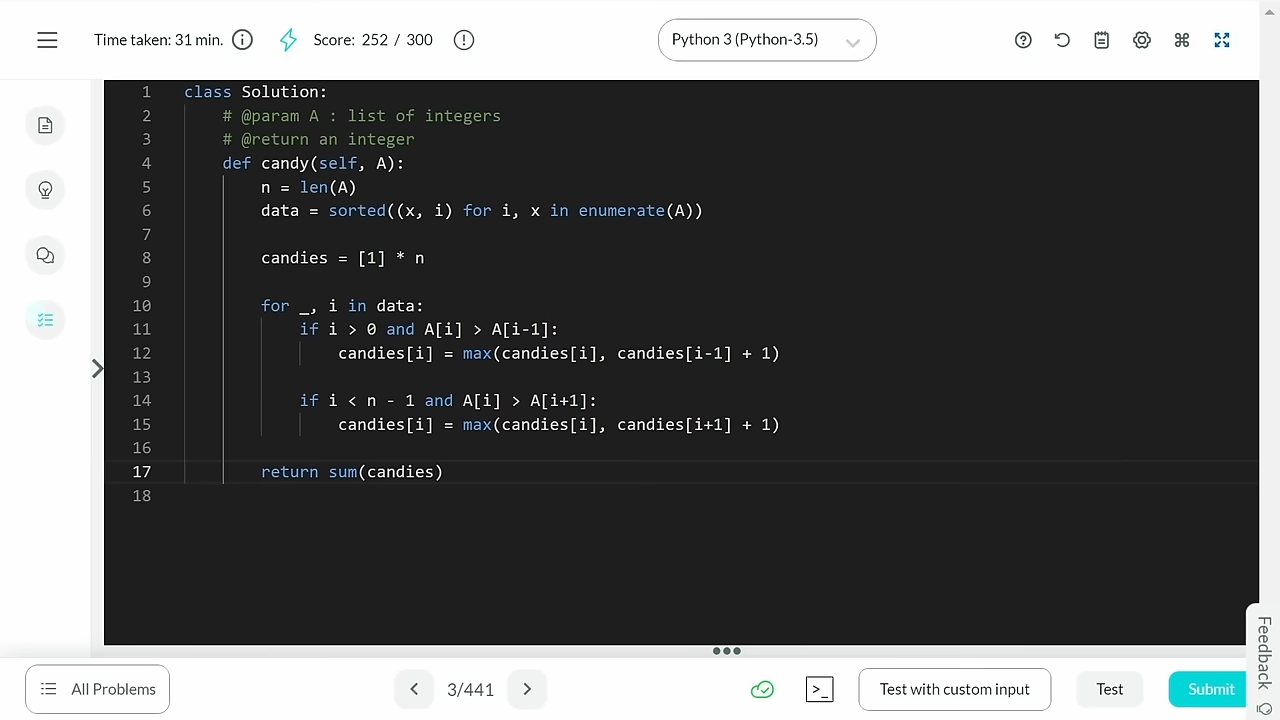 Time taken: 31 min.
Score: 252 / 300
Python 3 (Python-3.5)
1 class Solution:
2 # @param A : list of integers
3 # @return an integer
4 def candy(self, A):
5 n = len(A)
6 data = sorted((x, i) for i, x in enumerate(A))
7
8 candies = [1] * n
9
10 for _, i in data:
11 if i > 0 and A[i] > A[i-1]:
12 candies[i] = max(candies[i], candies[i-1] + 1)
13
14 if i < n - 1 and A[i] > A[i+1]:
15 candies[i] = max(candies[i], candies[i+1] + 1)
16
17 return sum(candies)
18
Feedback
All Problems
3/441
>_
Test with custom input
Test
Submit